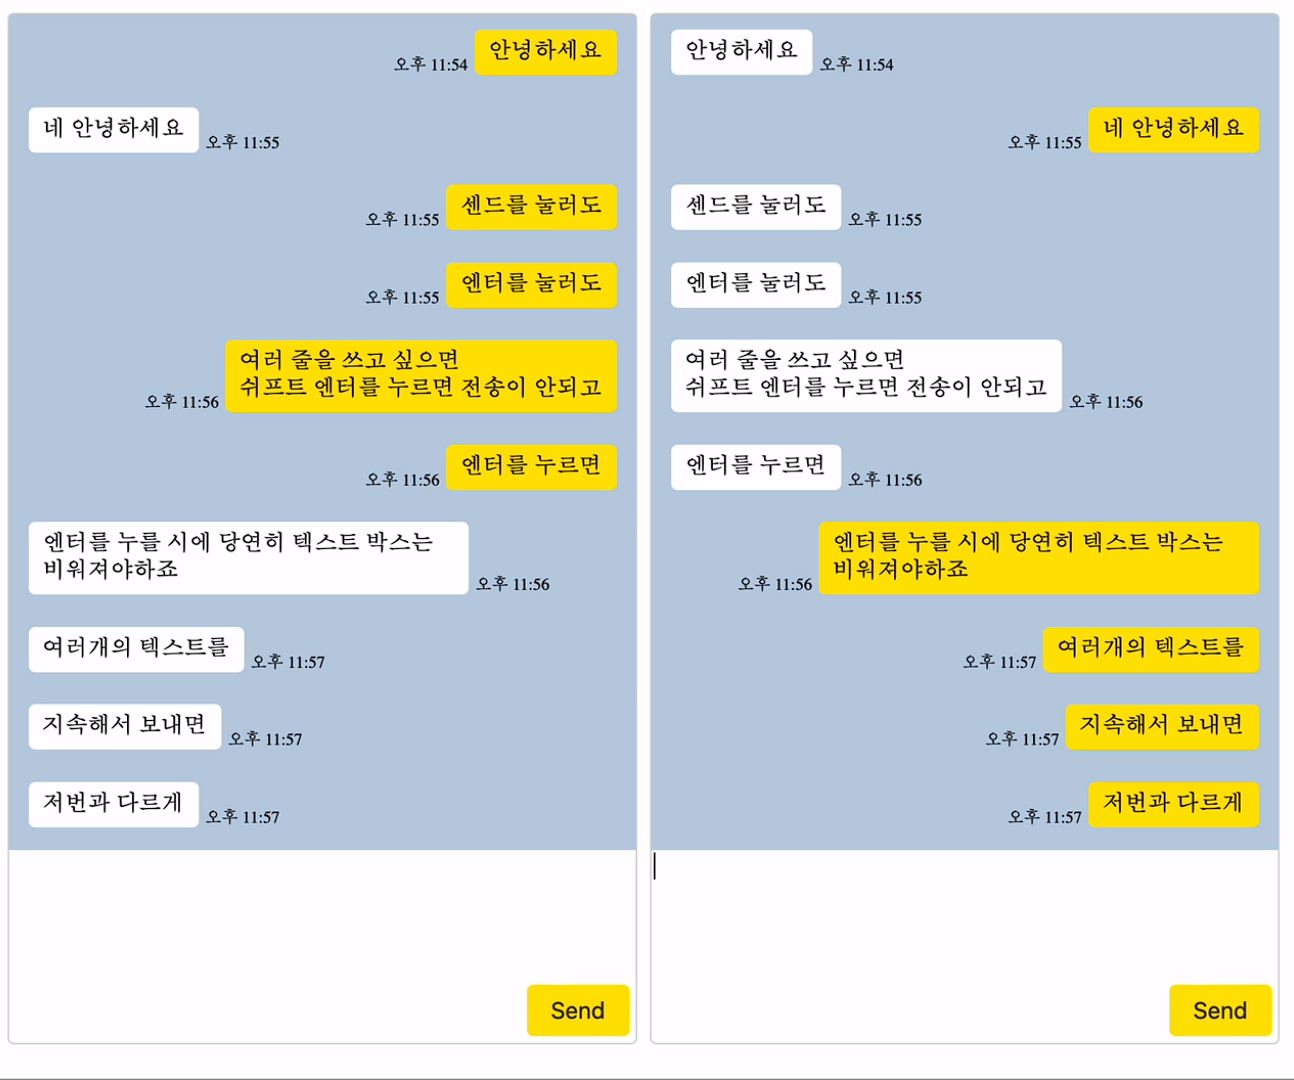 안녕하세요
오후 11:54
네 안녕하세요
오후 11:55
센드를 눌러도
오후 11:55
엔터를 눌러도
오후 11:55
여러 줄을 쓰고 싶으면
쉬프트 엔터를 누르면 전송이 안되고
오후 11:56
엔터를 누르면
오후 11:56
엔터를 누를 시에 당연히 텍스트 박스는
비워져야하죠
오후 11:56
여러개의 텍스트를
오후 11:57
지속해서 보내면
오후 11:57
저번과 다르게
오후 11:57
Send
안녕하세요
오후 11:54
네 안녕하세요
오후 11:55
센드를 눌러도
오후 11:55
엔터를 눌러도
오후 11:55
여러 줄을 쓰고 싶으면
쉬프트 엔터를 누르면 전송이 안되고
오후 11:56
엔터를 누르면
오후 11:56
엔터를 누를 시에 당연히 텍스트 박스는
비워져야하죠
오후 11:56
여러개의 텍스트를
오후 11:57
지속해서 보내면
오후 11:57
저번과 다르게
오후 11:57
Send